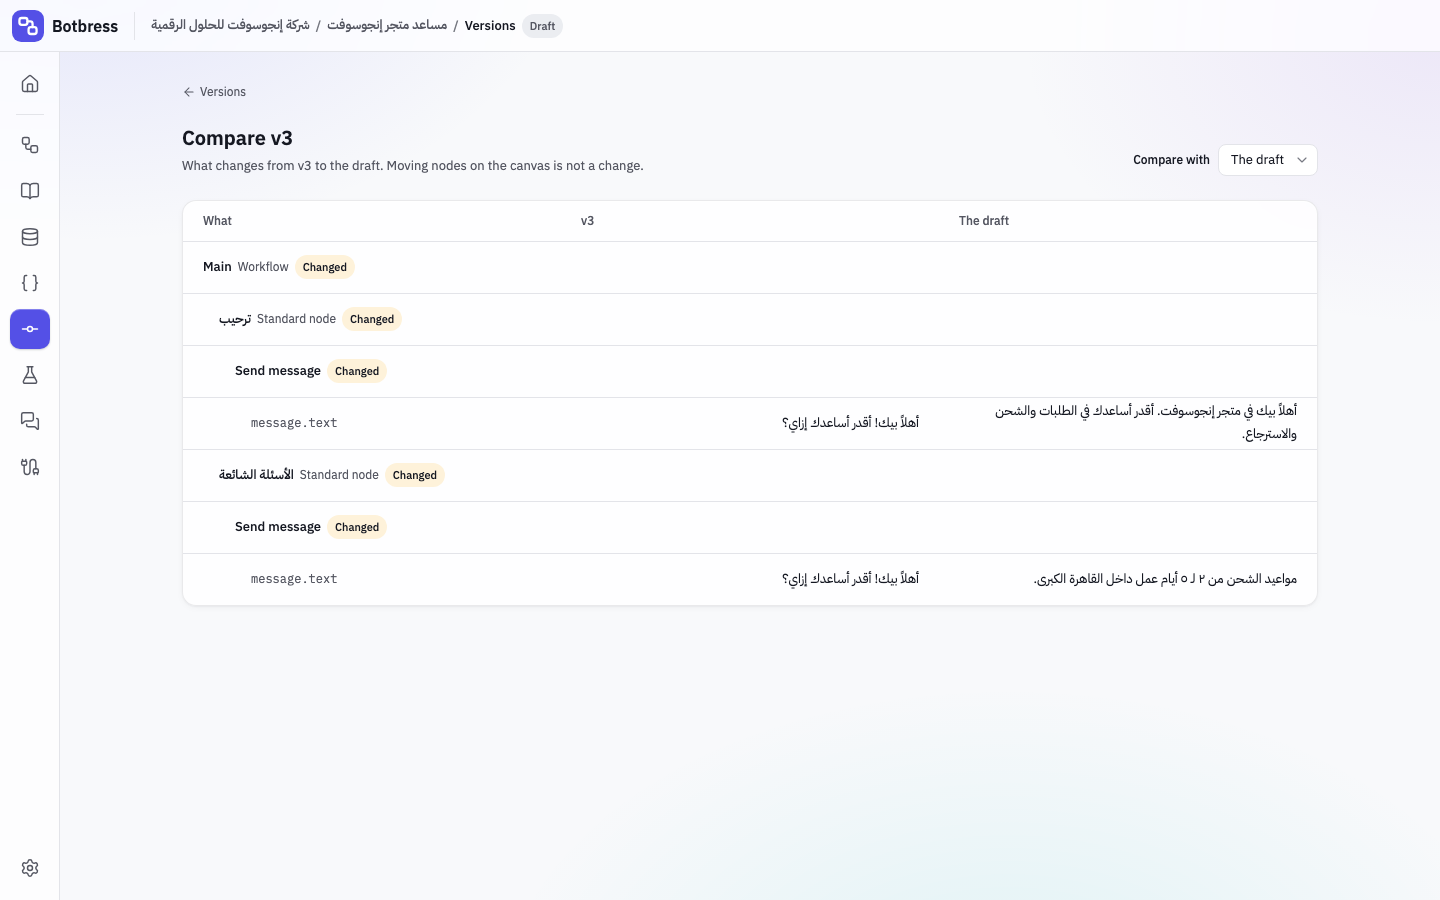 Botbress
شركة إنجوسوفت للحلول الرقمية / مساعد متجر إنجوسوفت / Versions Draft
Versions
Compare v3
What changes from v3 to the draft. Moving nodes on the canvas is not a change.
Compare with The draft
What v3 The draft
Main Workflow Changed
ترحيب Standard node Changed
Send message Changed
message.text
أهلاً بيك! أقدر أساعدك إزاي؟
أهلاً بيك في متجر إنجوسوفت. أقدر أساعدك في الطلبات والشحن
والاسترجاع.
الأسئلة الشائعة Standard node Changed
Send message Changed
message.text
أهلاً بيك! أقدر أساعدك إزاي؟
مواعيد الشحن من ٢ لـ ٥ أيام عمل داخل القاهرة الكبرى.